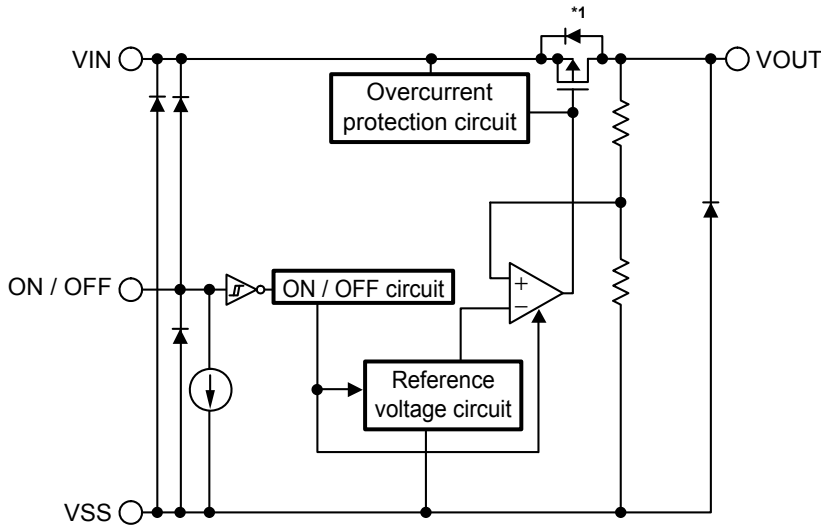 *1
VIN
VOUT
Overcurrent
protection circuit
ON / OFF
ON / OFF circuit
+
−
Reference
voltage circuit
VSS